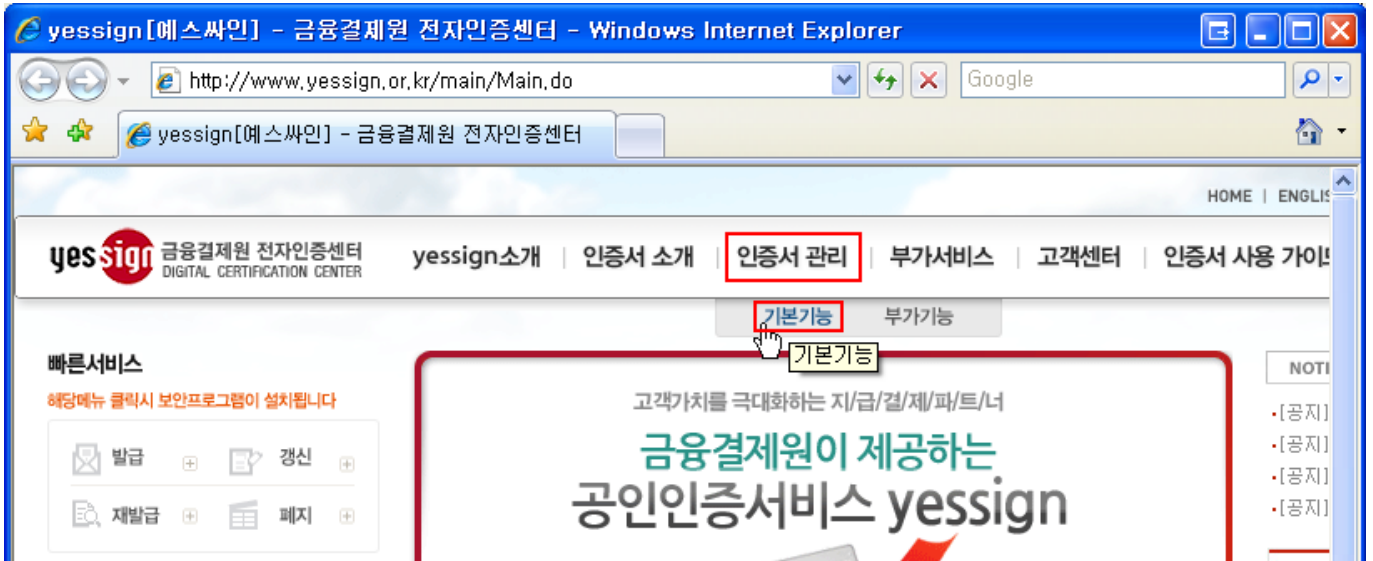 yessign[예스싸인] - 금융결제원 전자인증센터 - Windows Internet Explorer
http://www.yessign.or.kr/main/Main.do
Google
yessign[예스싸인] - 금융결제원 전자인증센터
HOME | ENGLIS
yessign 금융결제원 전자인증센터
DIGITAL CERTIFICATION CENTER
yessign소개 | 인증서 소개 | 인증서 관리 | 부가서비스 | 고객센터 | 인증서 사용 가이드
기본기능 부가기능
기본기능
빠른서비스
해당메뉴 클릭시 보안프로그램이 설치됩니다
발급 갱신
재발급 폐지
고객가치를 극대화하는 지/급/결/제/파/트/너
금융결제원이 제공하는
공인인증서비스 yessign
NOTI
[공지]
[공지]
[공지]
[공지]